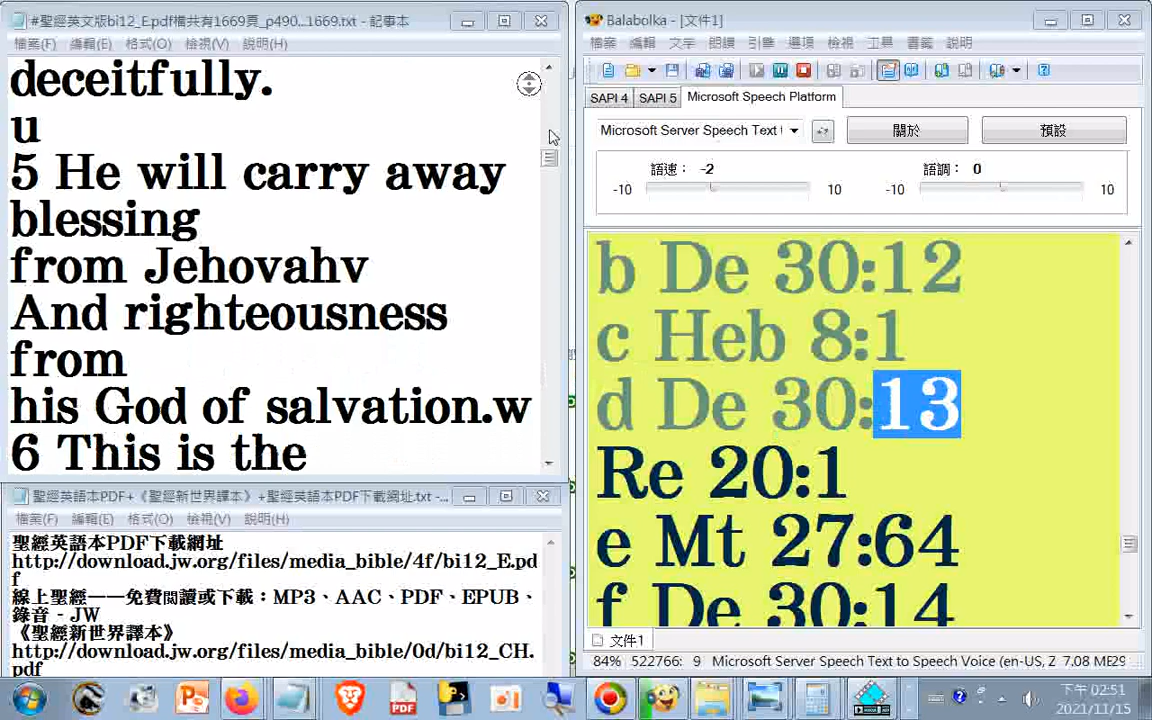 #聖經英文版bi12_E.pdf檔共有1669頁_p490...1669.txt - 記事本
檔案(F) 編輯(E) 格式(O) 檢視(V) 說明(H)
deceitfully.
u
5 He will carry away
blessing
from Jehovahv
And righteousness
from
his God of salvation.w
6 This is the
聖經英語本PDF+《聖經新世界譯本》+聖經英語本PDF下載網址.txt - ...
檔案(F) 編輯(E) 格式(O) 檢視(V) 說明(H)
聖經英語本PDF下載網址
http://download.jw.org/files/media_bible/4f/bi12_E.pd
f
線上聖經——免費閱讀或下載：MP3、AAC、PDF、EPUB、
錄音 - JW
《聖經新世界譯本》
http://download.jw.org/files/media_bible/0d/bi12_CH.
pdf
Balabolka - [文件1]
檔案 編輯 文字 閱讀 引擎 選項 檢視 工具 書籤 說明
SAPI 4 SAPI 5 Microsoft Speech Platform
Microsoft Server Speech Text 關於 預設
語速： -2 語調： 0
-10 10 -10 10
b De 30:12
c Heb 8:1
d De 30:13
Re 20:1
e Mt 27:64
f De 30:14
文件1
84% 522766: 9 Microsoft Server Speech Text to Speech Voice (en-US, Z 7.08 ME29
下午 02:51
2021/11/15